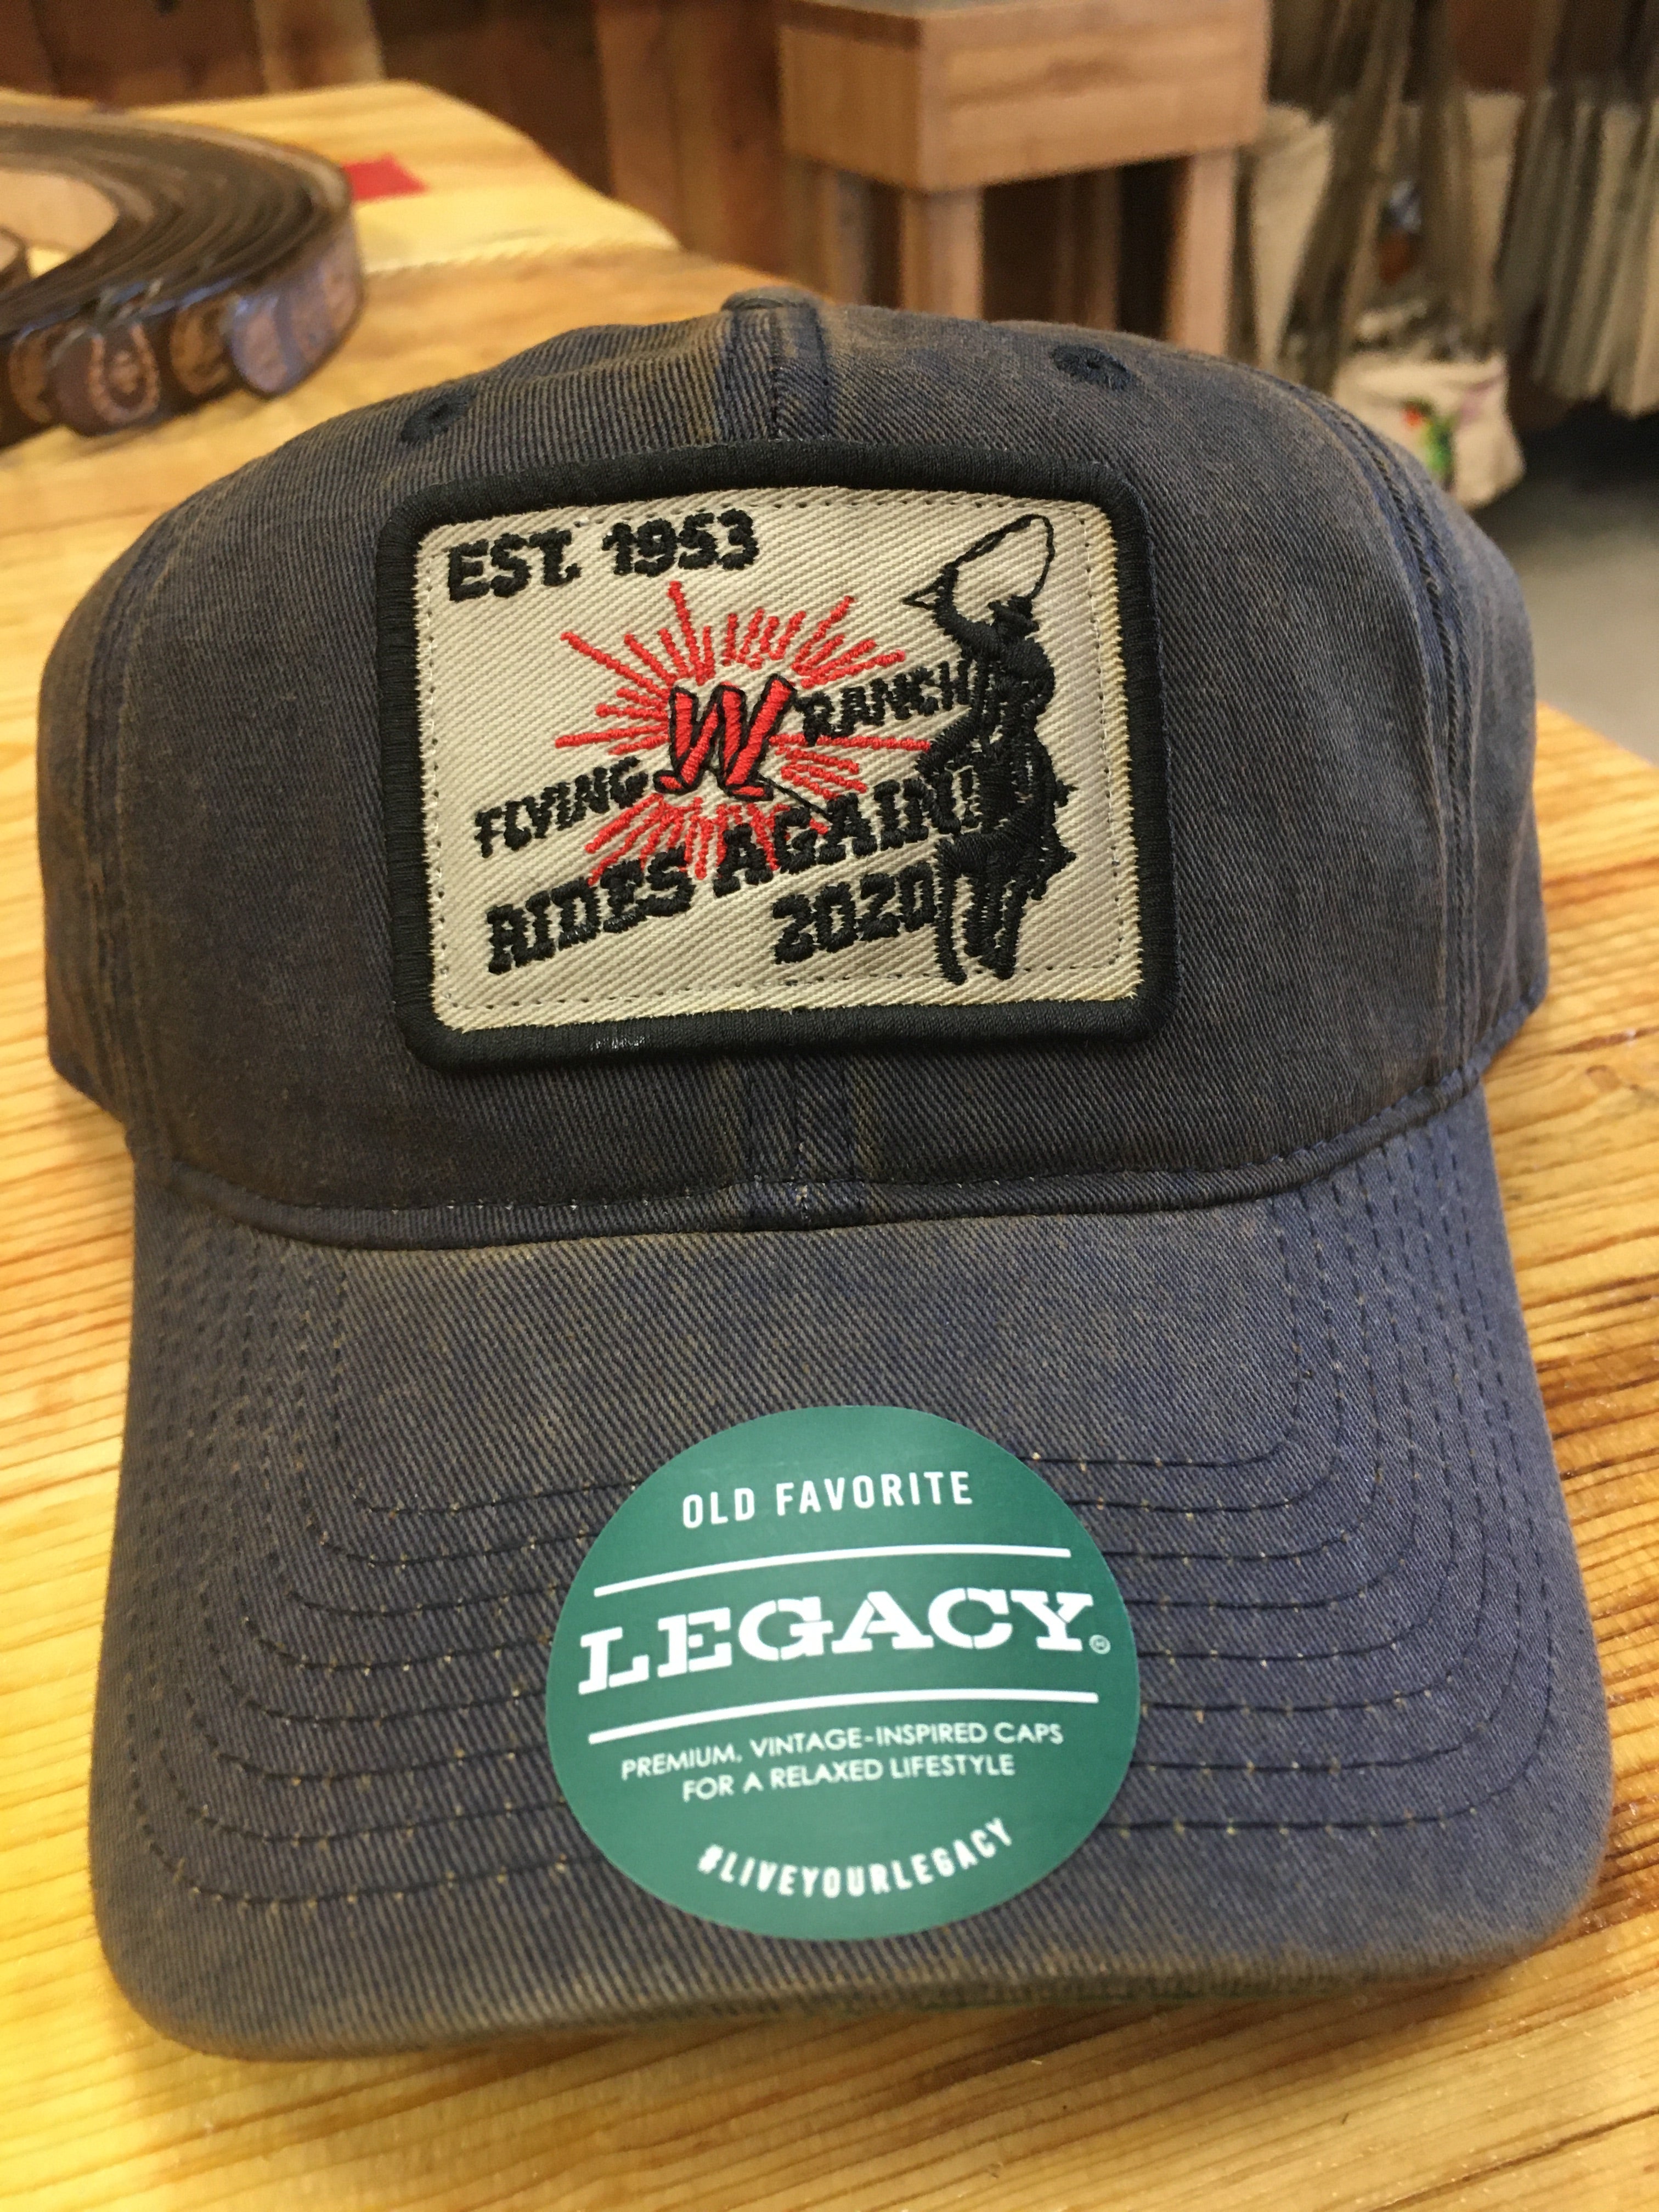 EST. 1953
FLYING W RANCH
RIDES AGAIN!
2020
OLD FAVORITE
LEGACY®
PREMIUM, VINTAGE-INSPIRED CAPS
FOR A RELAXED LIFESTYLE
#LIVEYOURLEGACY